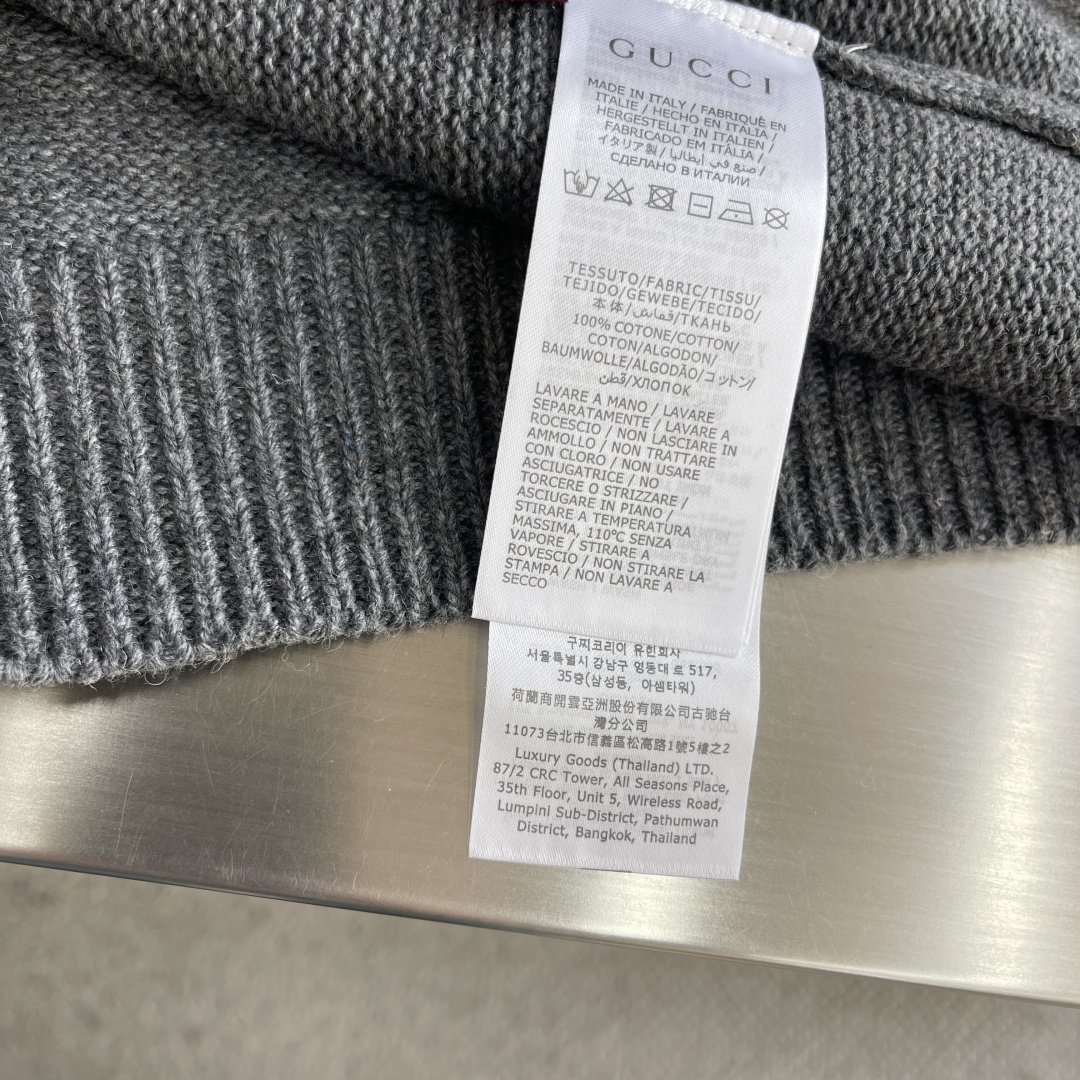 GUCCI
MADE IN ITALY / FABRIQUÉ EN
ITALIE / HECHO EN ITALIA /
HERGESTELLT IN ITALIEN /
FABRICADO EM ITÂLIA /
イタリア製 / صنع في إيطاليا /
СДЕЛАНО В ИТАЛИИ
TESSUTO/FABRIC/TISSU/
TEJIDO/GEWEBE/TECIDO/
本体/قماش/ТКАНЬ
100% COTONE/COTTON/
COTON/ALGODON/
BAUMWOLLE/ALGODÃO/コットン/
قطن/ХЛОПОК
LAVARE A MANO / LAVARE
SEPARATAMENTE / LAVARE A
ROCESCIO / NON LASCIARE IN
AMMOLLO / NON TRATTARE
CON CLORO / NON USARE
ASCIUGATRICE / NO
TORCERE O STRIZZARE /
ASCIUGARE IN PIANO /
STIRARE A TEMPERATURA
MASSIMA, 110°C SENZA
VAPORE / STIRARE A
ROVESCIO / NON STIRARE LA
STAMPA / NON LAVARE A
SECCO
구찌코리아 유한회사
서울특별시 강남구 영동대로 517,
35층(삼성동, 아셈타워)
荷蘭商開雲亞洲股份有限公司古驰台
灣分公司
11073台北市信義區松高路1號5樓之2
Luxury Goods (Thailand) LTD.
87/2 CRC Tower, All Seasons Place,
35th Floor, Unit 5, Wireless Road,
Lumpini Sub-District, Pathumwan
District, Bangkok, Thailand